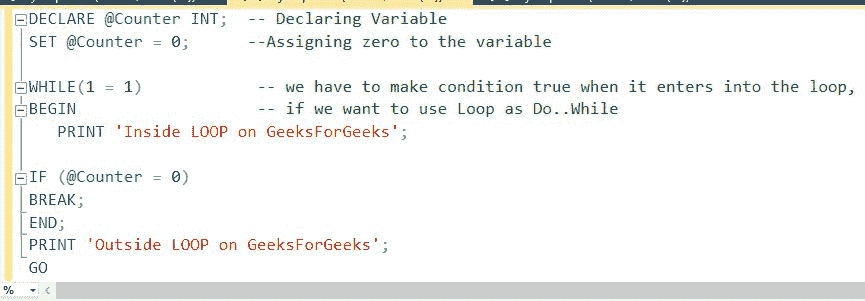 DECLARE @Counter INT;  -- Declaring Variable
SET @Counter = 0;      --Assigning zero to the variable
WHILE(1 = 1)           -- we have to make condition true when it enters into the loop,
BEGIN                  -- if we want to use Loop as Do..While
   PRINT 'Inside LOOP on GeeksForGeeks';
IF (@Counter = 0)
BREAK;
END;
PRINT 'Outside LOOP on GeeksForGeeks';
GO
%